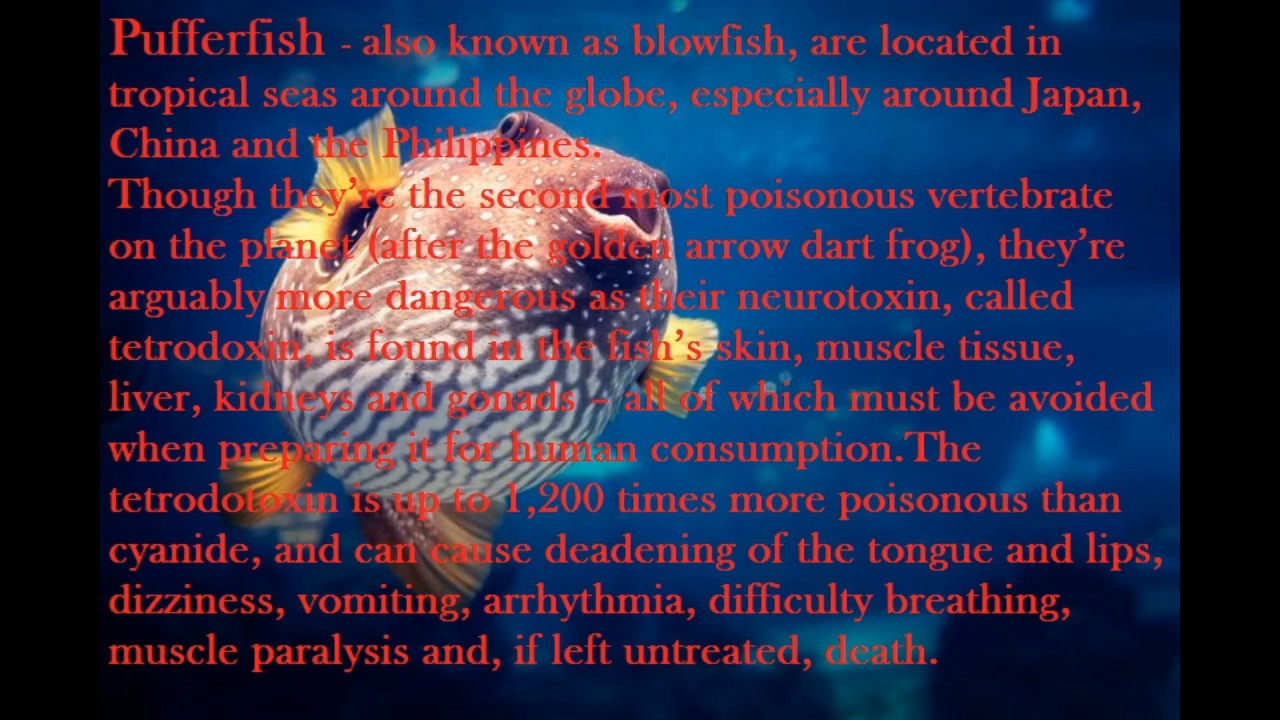 Pufferfish - also known as blowfish, are located in
tropical seas around the globe, especially around Japan,
China and the Philippines.
Though they’re the second most poisonous vertebrate
on the planet (after the golden arrow dart frog), they’re
arguably more dangerous as their neurotoxin, called
tetrodoxin, is found in the fish’s skin, muscle tissue,
liver, kidneys and gonads – all of which must be avoided
when preparing it for human consumption.The
tetrodotoxin is up to 1,200 times more poisonous than
cyanide, and can cause deadening of the tongue and lips,
dizziness, vomiting, arrhythmia, difficulty breathing,
muscle paralysis and, if left untreated, death.